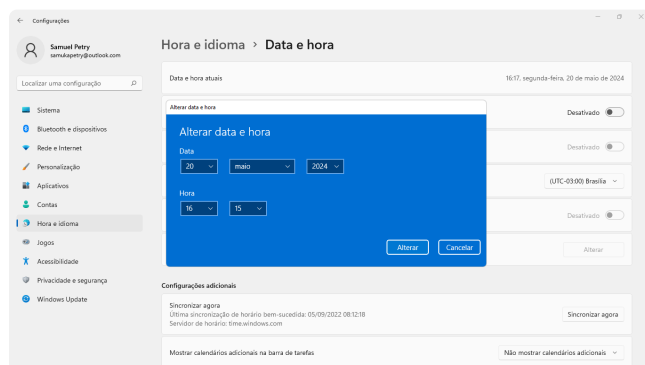 Configurações
Samuel Petry
samukapetry@outlook.com
Localizar uma configuração
Sistema
Bluetooth e dispositivos
Rede e Internet
Personalização
Aplicativos
Contas
Hora e idioma
Jogos
Acessibilidade
Privacidade e segurança
Windows Update
Hora e idioma > Data e hora
Data e hora atuais
16:17, segunda-feira, 20 de maio de 2024
Desativado
Desativado
(UTC-03:00) Brasília
Desativado
Alterar
Alterar data e hora
Alterar data e hora
Data
20 maio 2024
Hora
16 15
Alterar Cancelar
Configurações adicionais
Sincronizar agora
Última sincronização de horário bem-sucedida: 05/09/2022 08:12:18
Servidor de horário: time.windows.com
Sincronizar agora
Mostrar calendários adicionais na barra de tarefas
Não mostrar calendários adicionais